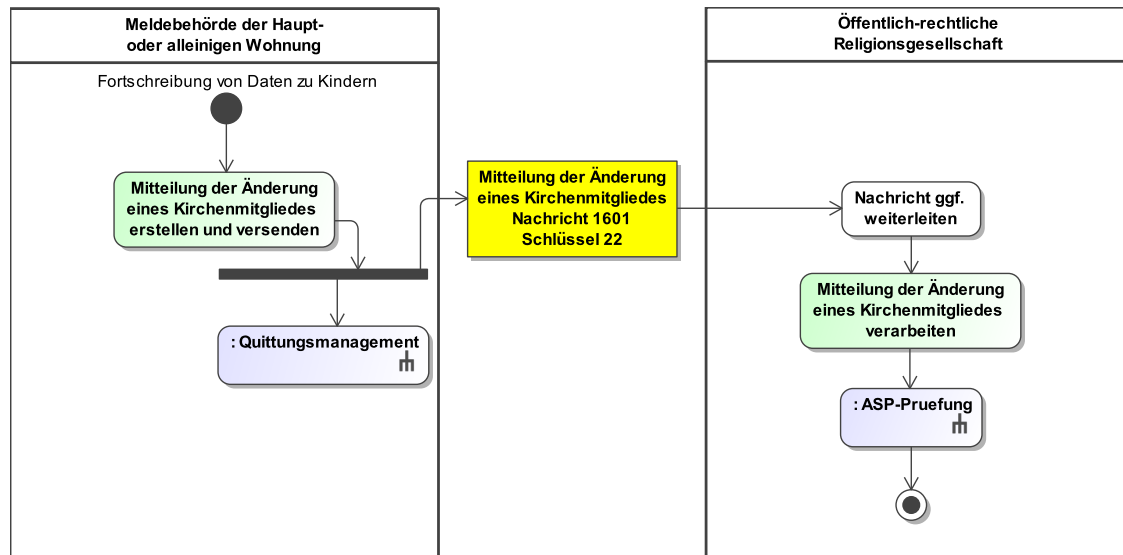 Meldebehörde der Haupt-
oder alleinigen Wohnung
Fortschreibung von Daten zu Kindern
Mitteilung der Änderung
eines Kirchenmitgliedes
erstellen und versenden
: Quittungsmanagement
Mitteilung der Änderung
eines Kirchenmitgliedes
Nachricht 1601
Schlüssel 22
Öffentlich-rechtliche
Religionsgesellschaft
Nachricht ggf.
weiterleiten
Mitteilung der Änderung
eines Kirchenmitgliedes
verarbeiten
: ASP-Pruefung